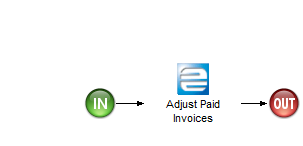 IN
Adjust Paid
Invoices
OUT